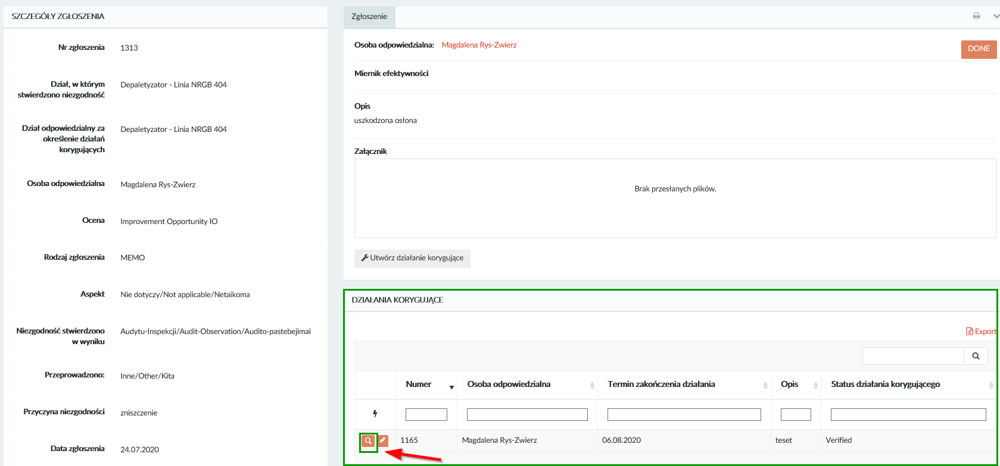 SZCZEGÓŁY ZGŁOSZENIA
Nr zgłoszenia 1313
Dział, w którym
stwierdzono niezgodność
Depaletyzator - Linia NRGB 404
Dział odpowiedzialny za
określenie działań
korygujących
Depaletyzator - Linia NRGB 404
Osoba odpowiedzialna Magdalena Rys-Zwierz
Ocena Improvement Opportunity IO
Rodzaj zgłoszenia MEMO
Aspekt Nie dotyczy/Not applicable/Netaikoma
Niezgodność stwierdzono
w wyniku
Audytu-Inspekcji/Audit-Observation/Audito-pastebejimai
Przeprowadzono: Inne/Other/Kita
Przyczyna niezgodności zniszczenie
Data zgłoszenia 24.07.2020
Zgłoszenie
Osoba odpowiedzialna: Magdalena Rys-Zwierz
DONE
Miernik efektywności
Opis
uszkodzona osłona
Załącznik
Brak przesłanych plików.
Utwórz działanie korygujące
DZIAŁANIA KORYGUJĄCE
Export
Numer Osoba odpowiedzialna Termin zakończenia działania Opis Status działania korygującego
1165 Magdalena Rys-Zwierz 06.08.2020 teset Verified